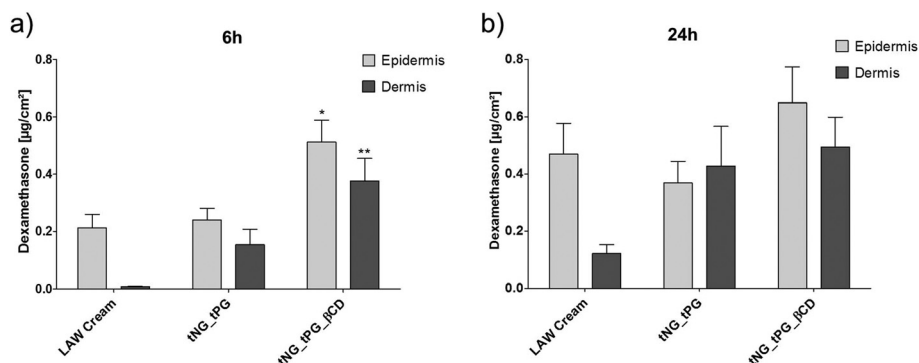 a)
6h
Dexamethasone [µg/cm²]
0.8
0.6
0.4
0.2
0.0
Epidermis
Dermis
*
**
LAW Cream
tNG_tPG
tNG_tPG_βCD
b)
24h
Dexamethasone [µg/cm²]
0.8
0.6
0.4
0.2
0.0
Epidermis
Dermis
LAW Cream
tNG_tPG
tNG_tPG_βCD